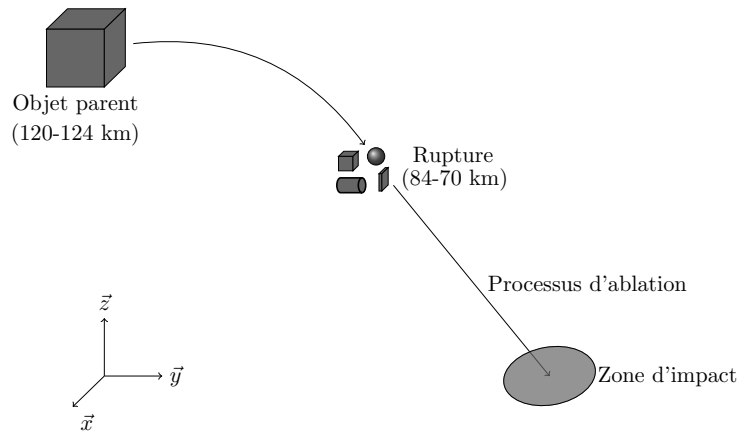 Objet parent
(120-124 km)
Rupture
(84-70 km)
Processus d'ablation
Zone d'impact
z⃗
y⃗
x⃗